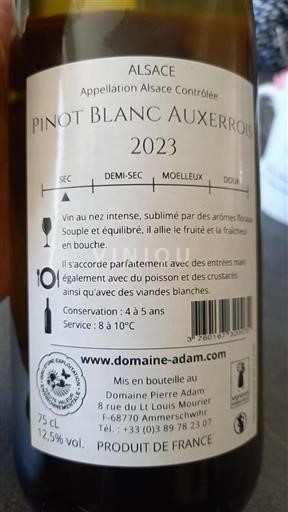 ALSACE
Appellation Alsace Contrôlée
PINOT BLANC AUXERROIS
2023
SEC DEMI-SEC MOELLEUX DOUX
Vin au nez intense, sublimé par des arômes floraux
Souple et équilibré, il allie le fruité et la fraîcheur
en bouche.
VINIOU
Il s'accorde parfaitement avec des entrées mais
également avec du poisson et des crustacés
ainsi qu'avec des viandes blanches.
Conservation : 4 à 5 ans
Service : 8 à 10°C
www.domaine-adam.com
Mis en bouteille au
Domaine Pierre Adam
8 rue du Lt Louis Mourier
F-68770 Ammerschwihr
Tél. : +33 (0)3 89 78 23 07
75 cL
12,5% vol.
PRODUIT DE FRANCE